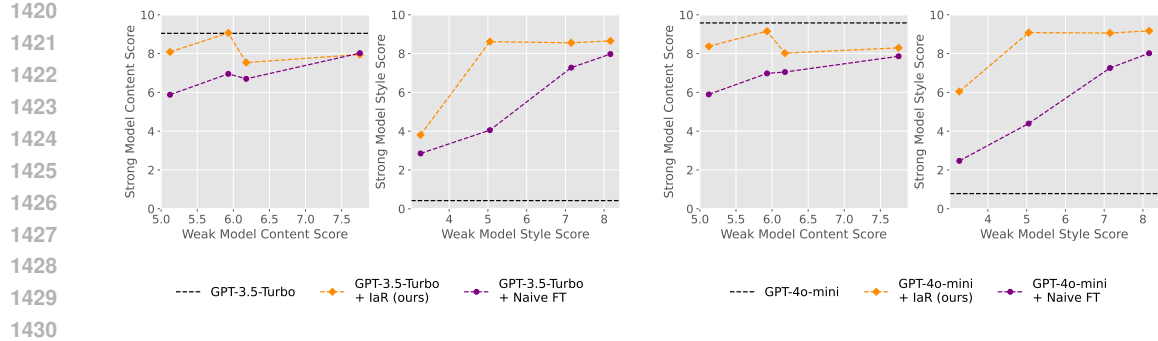 1420
1421
1422
1423
1424
1425
1426
1427
1428
1429
1430
Strong Model Content Score
10
8
6
4
2
0
5.0 5.5 6.0 6.5 7.0 7.5
Weak Model Content Score
Strong Model Style Score
10
8
6
4
2
0
4 5 6 7 8
Weak Model Style Score
GPT-3.5-Turbo
GPT-3.5-Turbo
+ IaR (ours)
GPT-3.5-Turbo
+ Naive FT
Strong Model Content Score
10
8
6
4
2
0
5.0 5.5 6.0 6.5 7.0 7.5
Weak Model Content Score
Strong Model Style Score
10
8
6
4
2
0
4 5 6 7 8
Weak Model Style Score
GPT-4o-mini
GPT-4o-mini
+ IaR (ours)
GPT-4o-mini
+ Naive FT